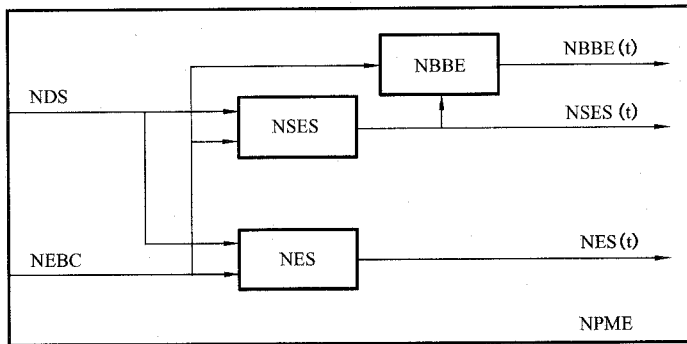 NBBE(t)
NBBE
NDS
NSES
NSES (t)
NEBC
NES
NES(t)
NPME